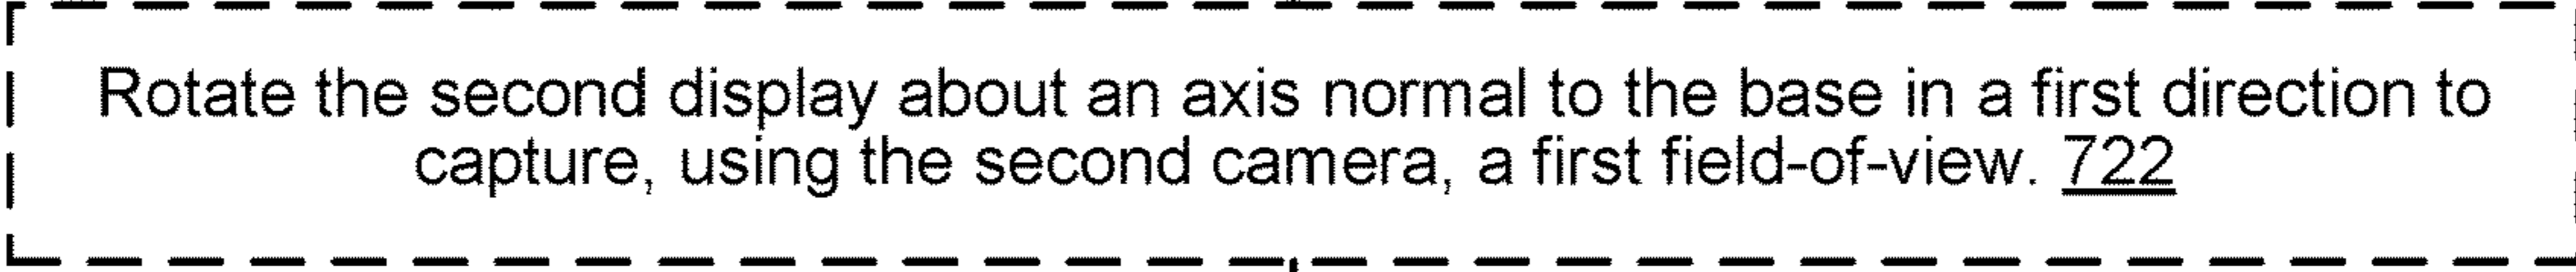 Rotate the second display about an axis normal to the base in a first direction to
capture, using the second camera, a first field-of-view. 722